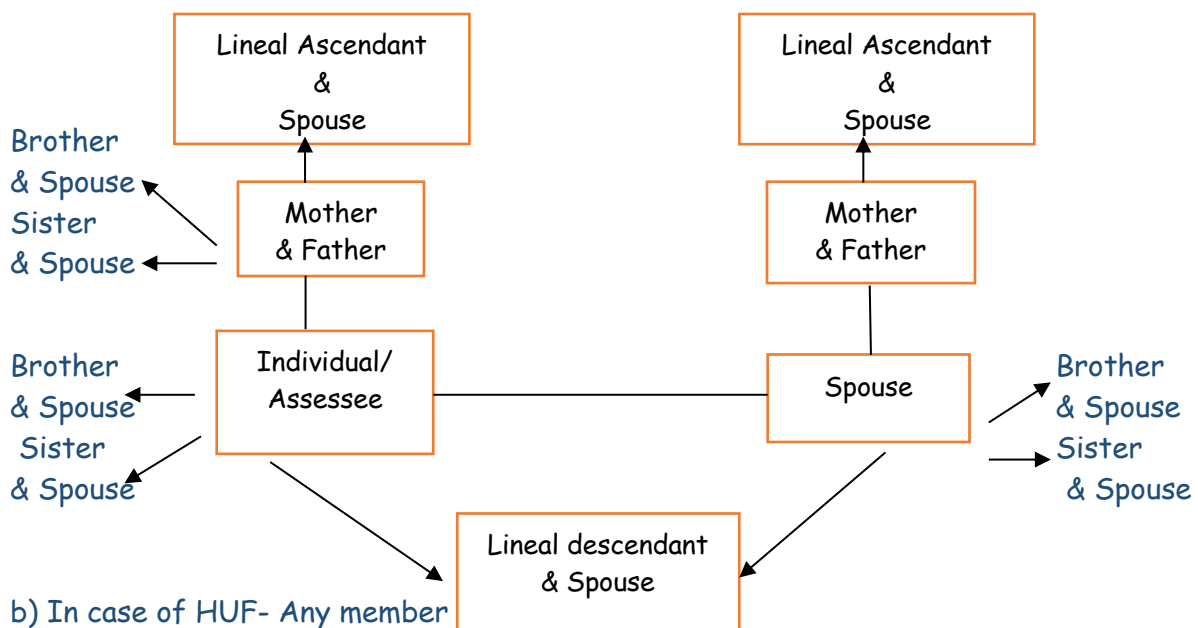 Lineal Ascendant
&
Spouse
Lineal Ascendant
&
Spouse
Brother
& Spouse
Sister
& Spouse
Mother
& Father
Mother
& Father
Brother
& Spouse
Sister
& Spouse
Individual/
Assessee
Spouse
Brother
& Spouse
Sister
& Spouse
Lineal descendant
& Spouse
b) In case of HUF- Any member